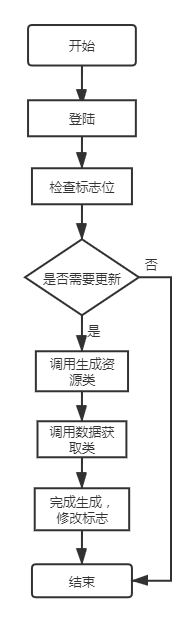 开始
登陆
检查标志位
是否需要更新
否
是
调用生成资
源类
调用数据获
取类
完成生成，
修改标志
结束